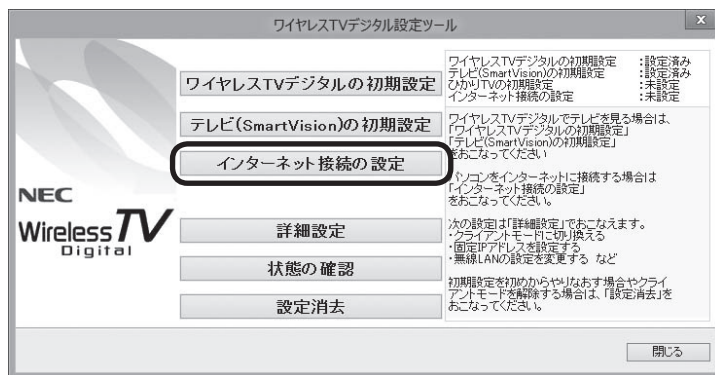 ワイヤレスTVデジタル設定ツール
x
ワイヤレスTVデジタルの初期設定
テレビ(SmartVision)の初期設定
インターネット接続の設定
詳細設定
状態の確認
設定消去
NEC
Wireless TV
Digital
ワイヤレスTVデジタルの初期設定 :設定済み
テレビ(SmartVision)の初期設定 :設定済み
ひかりTVの初期設定 :未設定
インターネット接続の設定 :未設定
ワイヤレスTVデジタルでテレビを見る場合は、
「ワイヤレスTVデジタルの初期設定」
「テレビ(SmartVision)の初期設定」
をおこなってください
パソコンをインターネットに接続する場合は
「インターネット接続の設定」
をおこなってください。
次の設定は「詳細設定」でおこなえます。
・クライアントモードに切り換える
・固定IPアドレスを設定する
・無線LANの設定を変更する など
初期設定を初めからやりなおす場合やクライ
アントモードを解除する場合は、「設定消去」を
おこなってください。
閉じる